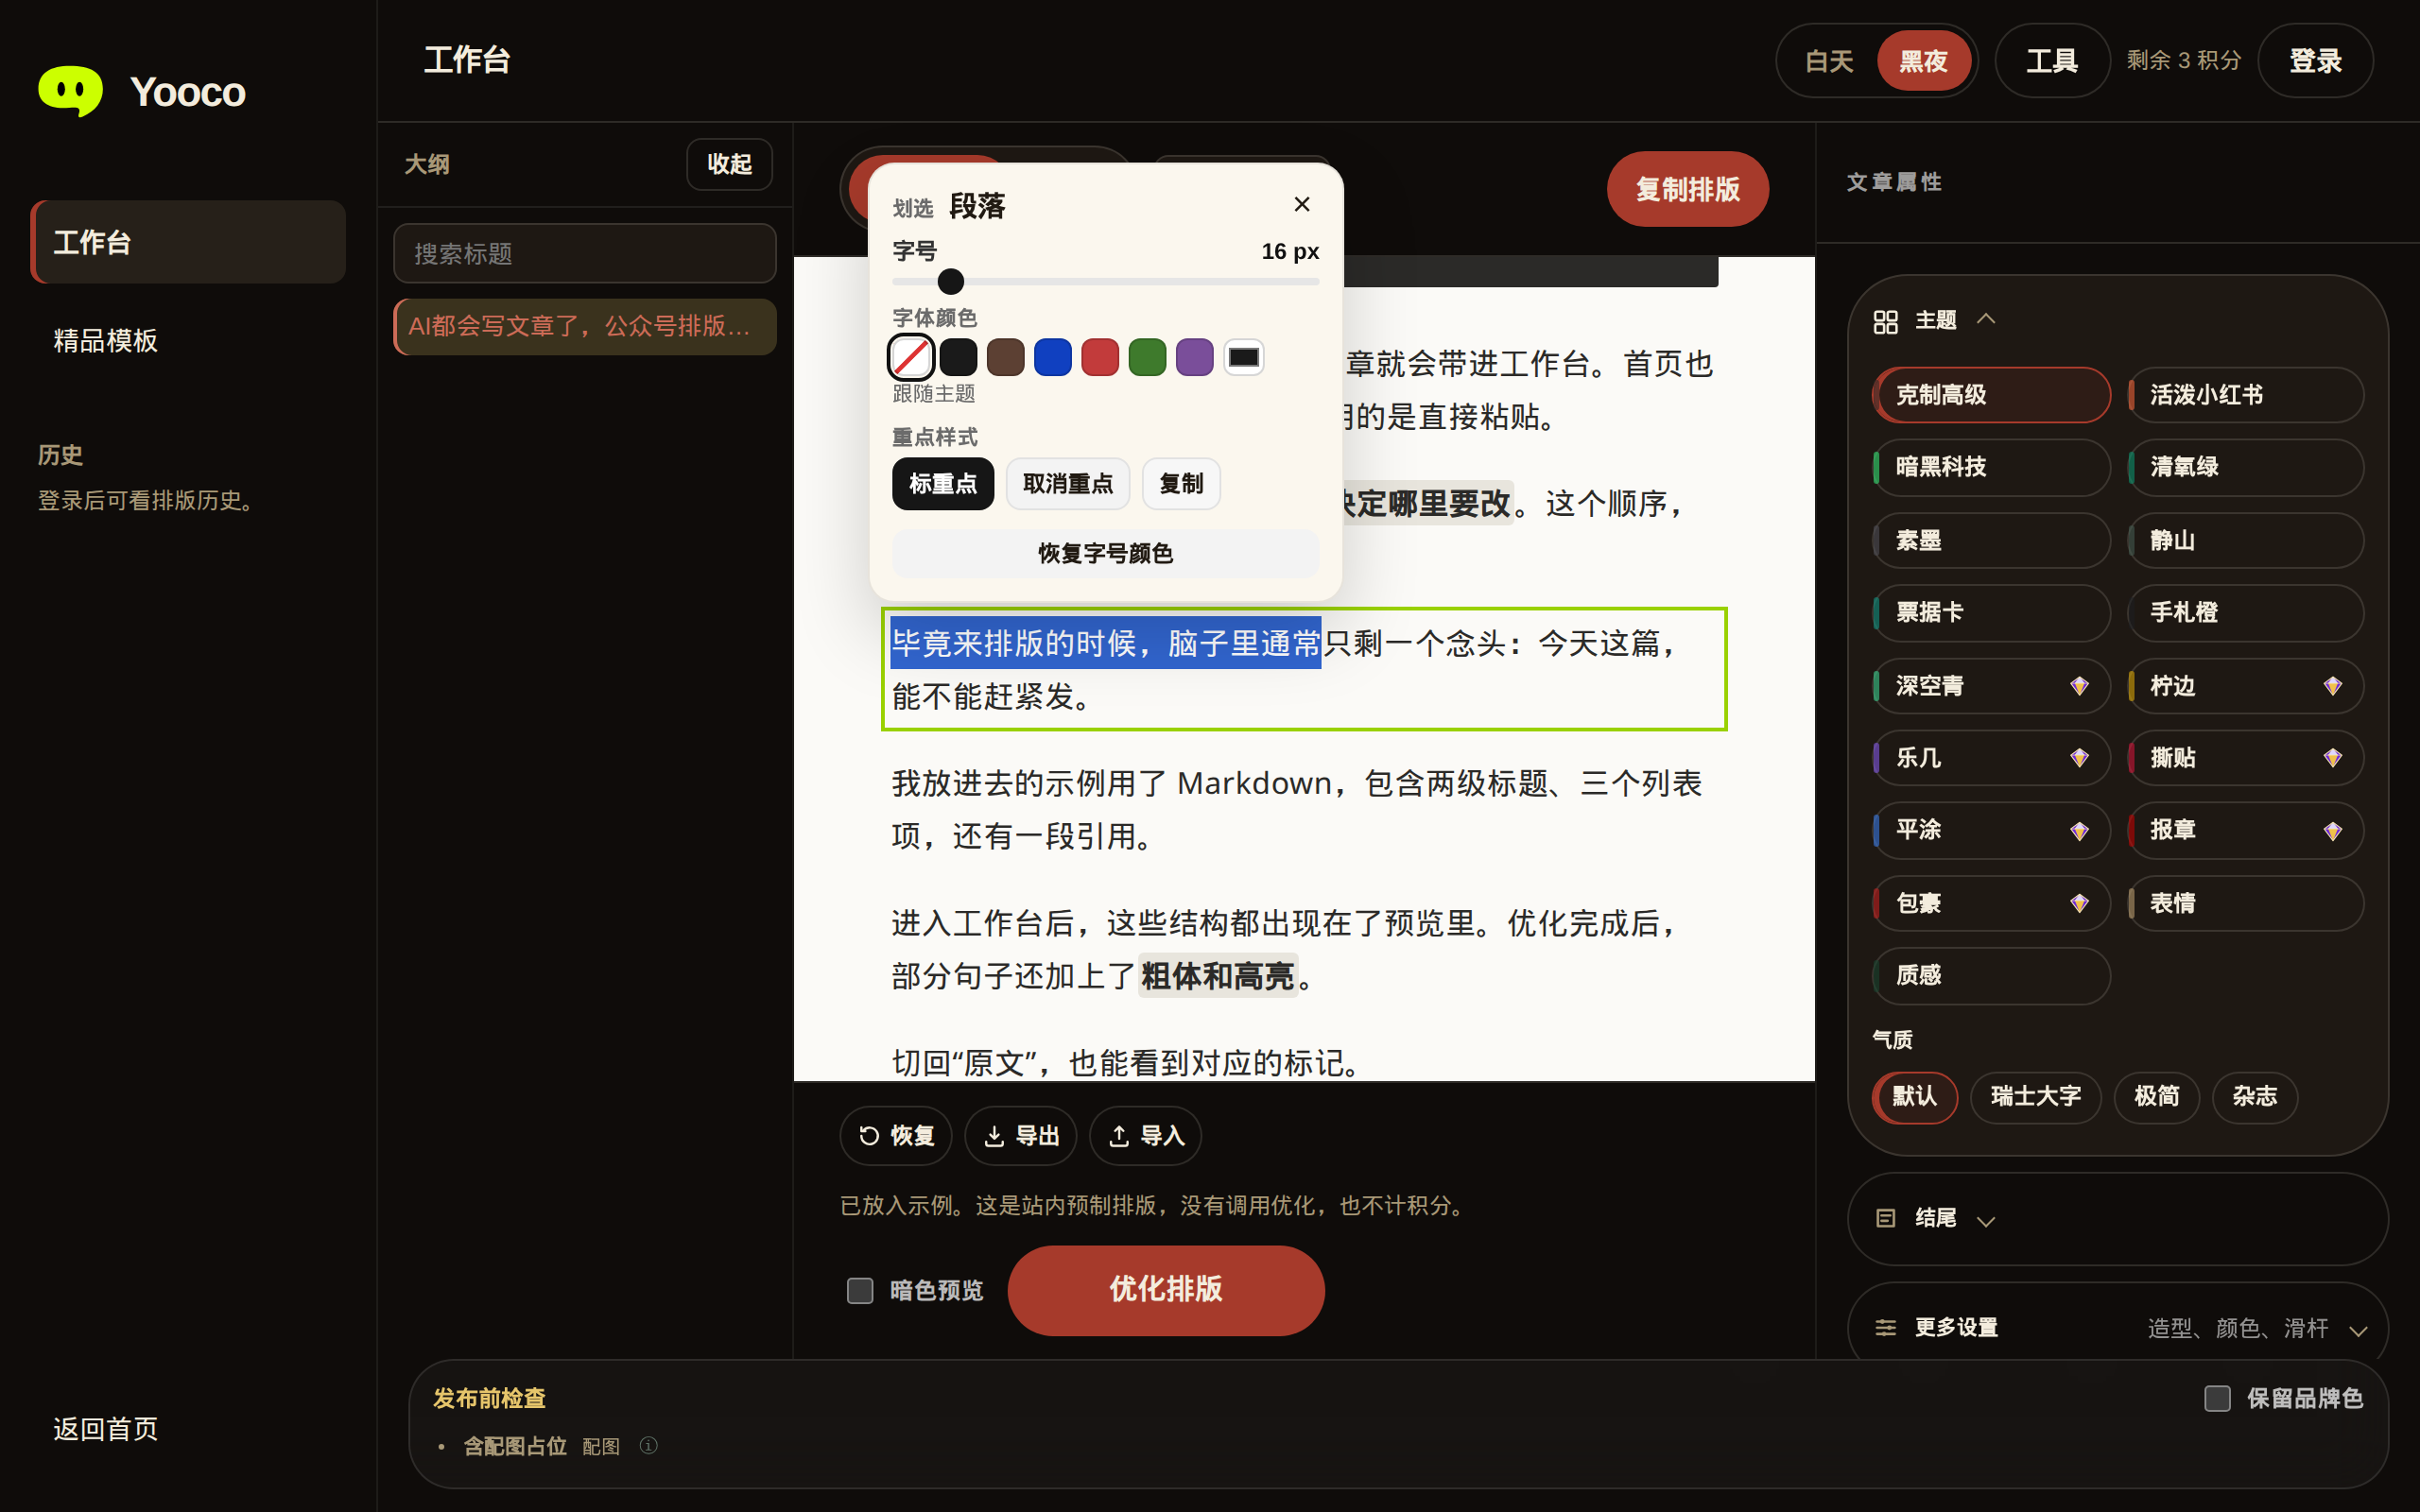 Yooco
工作台
精品模板
历史
登录后可看排版历史。
返回首页
工作台
白天
黑夜
工具
剩余 3 积分
登录
大纲
收起
搜索标题
AI都会写文章了，公众号排版...
复制排版
划选 段落
×
字号
16 px
字体颜色
跟随主题
重点样式
标重点
取消重点
复制
恢复字号颜色
章就会带进工作台。首页也
的是直接粘贴。
定哪里要改。这个顺序，
毕竟来排版的时候，脑子里通常只剩一个念头：今天这篇，
能不能赶紧发。
我放进去的示例用了 Markdown，包含两级标题、三个列表
项，还有一段引用。
进入工作台后，这些结构都出现在了预览里。优化完成后，
部分句子还加上了粗体和高亮。
切回“原文”，也能看到对应的标记。
恢复
导出
导入
已放入示例。这是站内预制排版，没有调用优化，也不计积分。
暗色预览
优化排版
文章属性
主题
克制高级
活泼小红书
暗黑科技
清氧绿
素墨
静山
票据卡
手札橙
深空青
柠边
乐几
撕贴
平涂
报章
包豪
表情
质感
气质
默认
瑞士大字
极简
杂志
结尾
更多设置
造型、颜色、滑杆
发布前检查
保留品牌色
• 含配图占位 配图 ⓘ